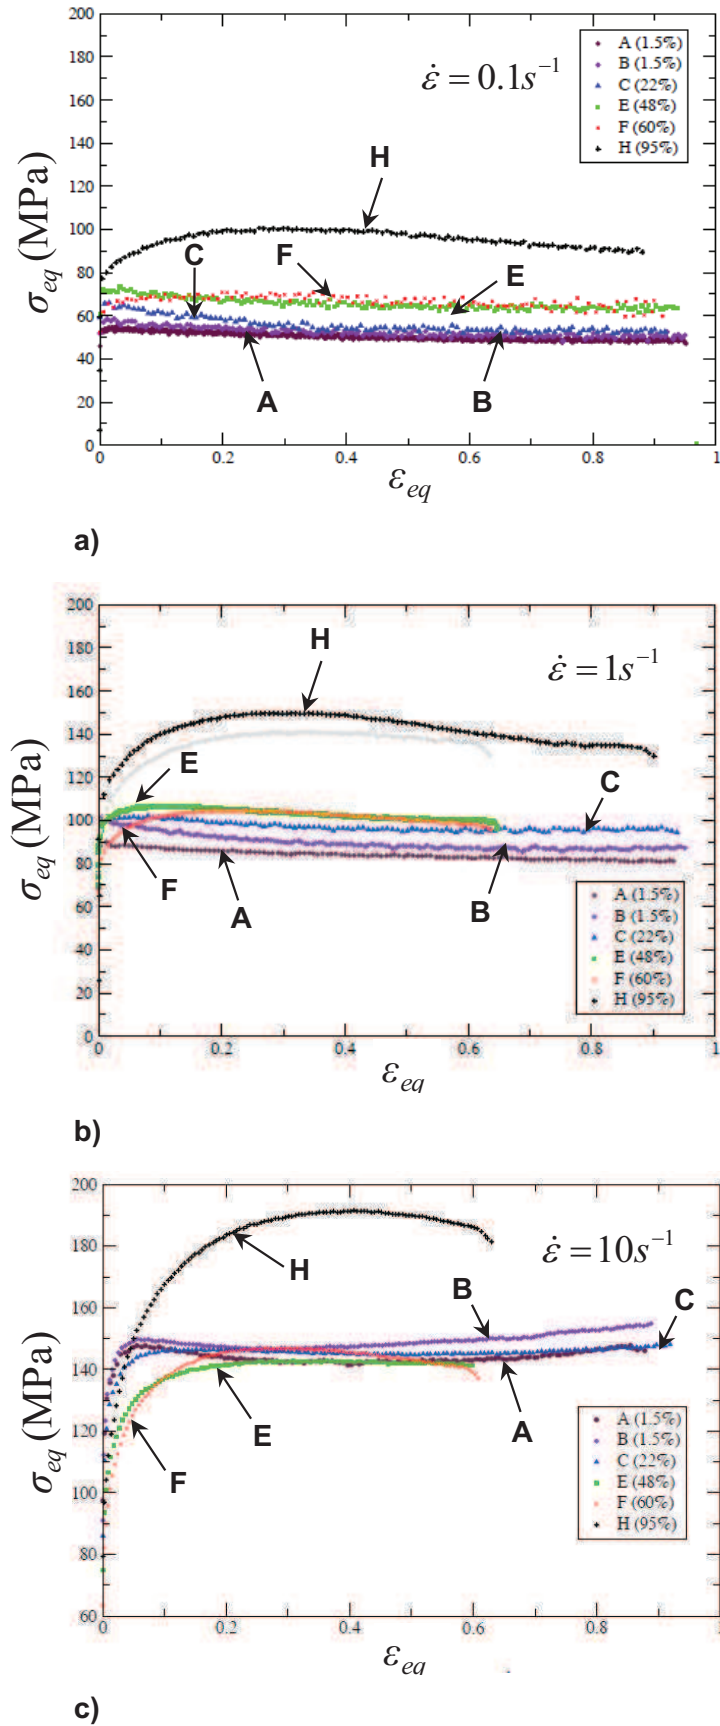 200
180
160
140
120
100
80
60
40
20
0
σeq (MPa)
ε̇ = 0.1s⁻¹
A (1.5%)
B (1.5%)
C (22%)
E (48%)
F (60%)
H (95%)
H
C
F
E
A
B
0 0.2 0.4 0.6 0.8 1
εeq
a)
200
180
160
140
120
100
80
60
40
20
0
σeq (MPa)
H
ε̇ = 1s⁻¹
E
C
F
A
B
A (1.5%)
B (1.5%)
C (22%)
E (48%)
F (60%)
H (95%)
0 0.2 0.4 0.6 0.8 1
εeq
b)
200
180
160
140
120
100
80
60
σeq (MPa)
ε̇ = 10s⁻¹
H
B
C
E
A
F
A (1.5%)
B (1.5%)
C (22%)
E (48%)
F (60%)
H (95%)
0 0.2 0.4 0.6 0.8 1
εeq
c)